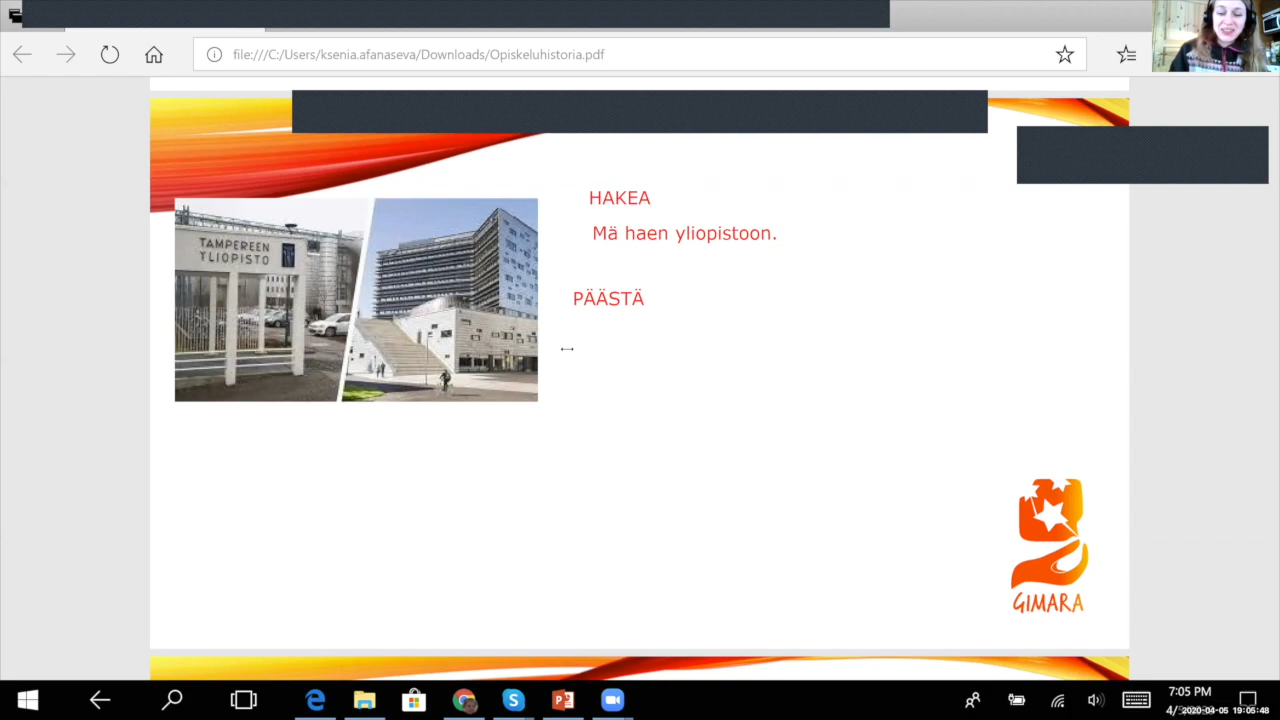 file:///C:/Users/ksenia.afanaseva/Downloads/Opiskeluhistoria.pdf
HAKEA
Mä haen yliopistoon.
TAMPEREEN
YLIOPISTO
PÄÄSTÄ
GIMARA
7:05 PM
2020-04-05 19:05:48